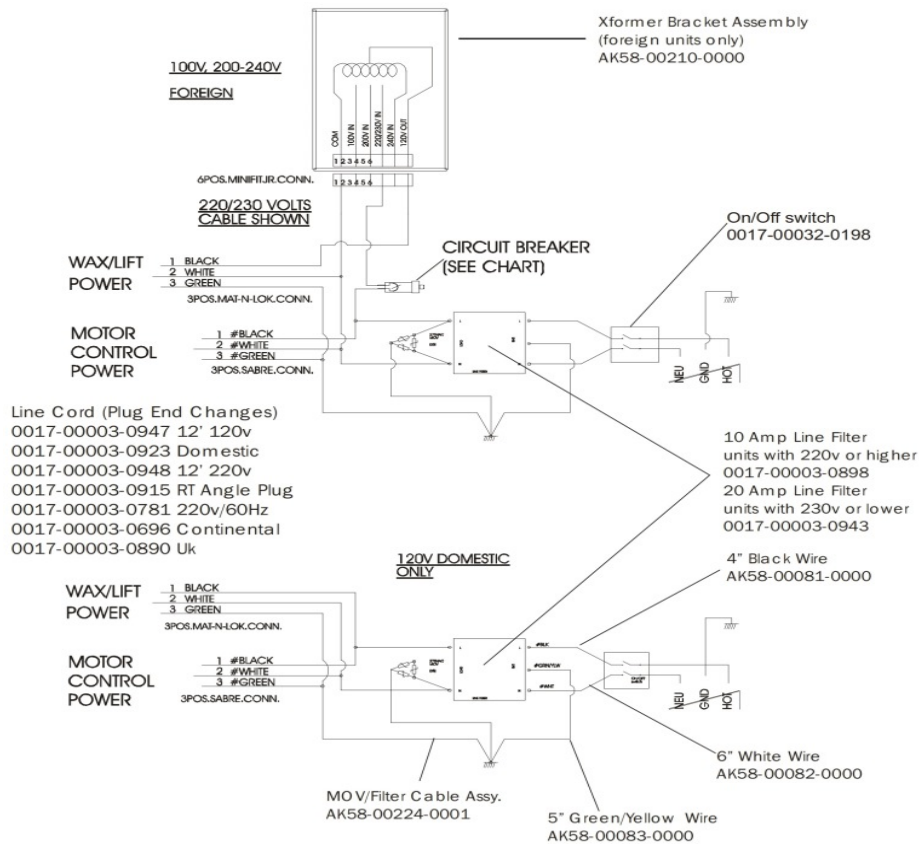 Xformer Bracket Assembly
(foreign units only)
AK58-00210-0000
100V, 200-240V
FOREIGN
COM
100V IN
200V IN
220/230V IN
240V IN
120V OUT
1 2 3 4 5 6
6POS.MINIFITJR.CONN.
1 2 3 4 5 6
220/230 VOLTS
CABLE SHOWN
On/Off switch
0017-00032-0198
CIRCUIT BREAKER
(SEE CHART)
WAX/LIFT
POWER
1 BLACK
2 WHITE
3 GREEN
3POS.MAT-N-LOK.CONN.
MOTOR
CONTROL
POWER
1 #BLACK
2 #WHITE
3 #GREEN
3POS.SABRE.CONN.
NEU
GND
HOT
Line Cord (Plug End Changes)
0017-00003-0947 12' 120v
0017-00003-0923 Domestic
0017-00003-0948 12' 220v
0017-00003-0915 RT Angle Plug
0017-00003-0781 220v/60Hz
0017-00003-0696 Continental
0017-00003-0890 Uk
10 Amp Line Filter
units with 220v or higher
0017-00003-0898
20 Amp Line Filter
units with 230v or lower
0017-00003-0943
120V DOMESTIC
ONLY
4" Black Wire
AK58-00081-0000
WAX/LIFT
POWER
1 BLACK
2 WHITE
3 GREEN
3POS.MAT-N-LOK.CONN.
MOTOR
CONTROL
POWER
1 #BLACK
2 #WHITE
3 #GREEN
3POS.SABRE.CONN.
#BLK
#GRN/YLW
#WHT
NEU
GND
HOT
6" White Wire
AK58-00082-0000
MOV/Filter Cable Assy.
AK58-00224-0001
5" Green/Yellow Wire
AK58-00083-0000